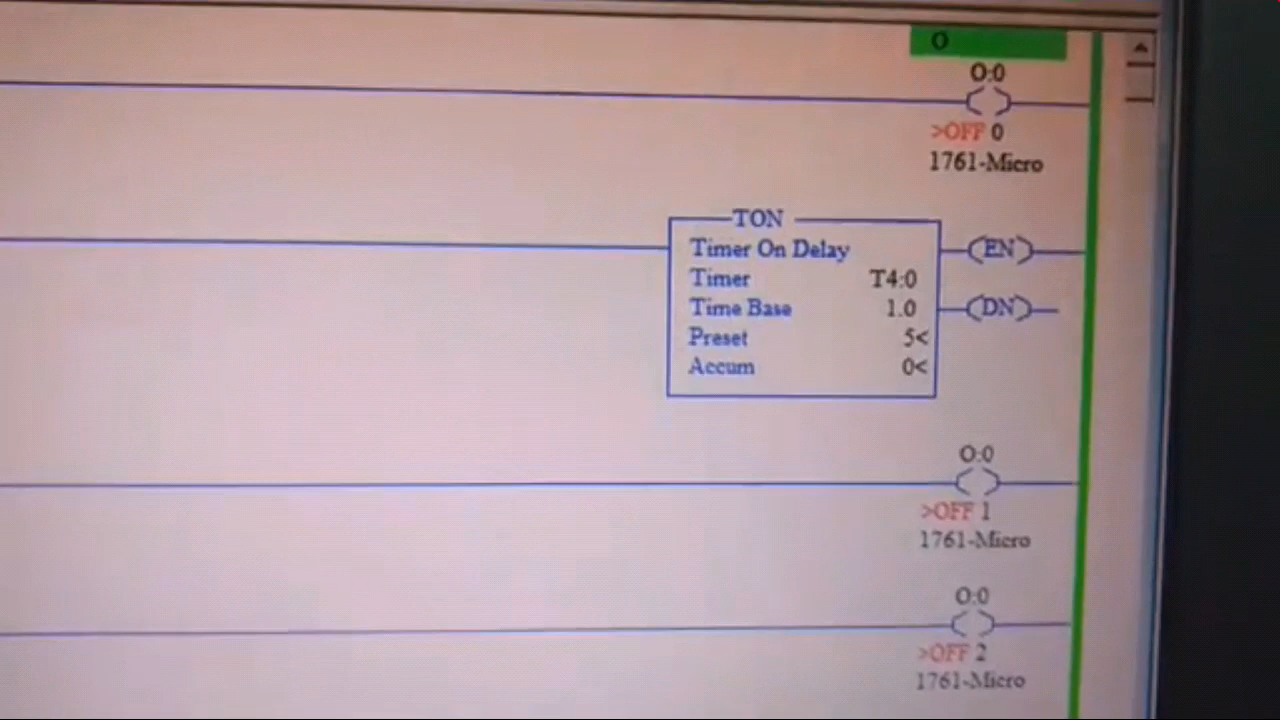 O
O:0
>OFF 0
1761-Micro
TON
Timer On Delay
EN
Timer T4:0
Time Base 1.0
DN
Preset 5<
Accum 0<
O:0
>OFF 1
1761-Micro
O:0
>OFF 2
1761-Micro